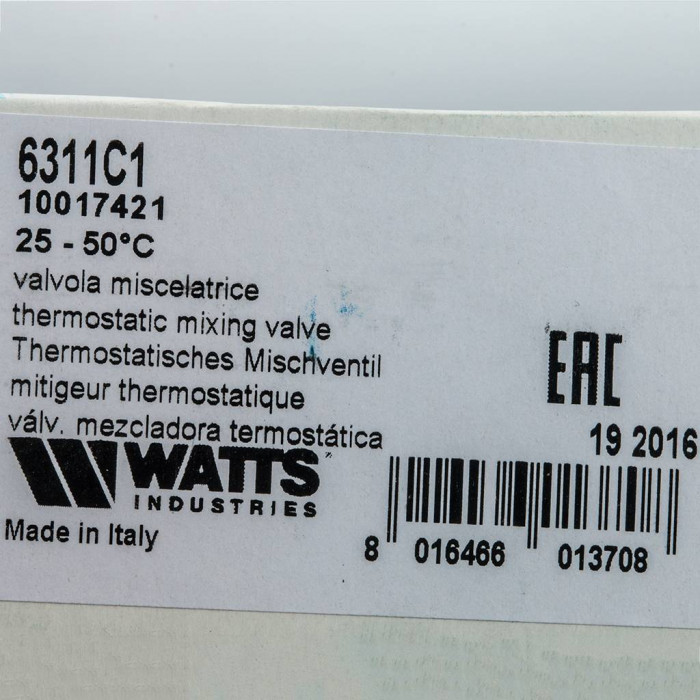 6311C1
10017421
25 - 50°C
valvola miscelatrice
thermostatic mixing valve
Thermostatisches Mischventil
mitigeur thermostatique
válv. mezcladora termostática
EAC
19 2016
WATTS
INDUSTRIES
Made in Italy
8 016466 013708